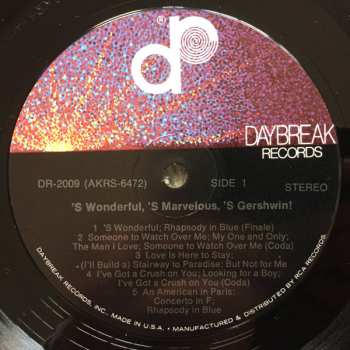 ®
dp
DAYBREAK
RECORDS
DR-2009 (AKRS-6472) SIDE 1 STEREO
'S Wonderful, 'S Marvelous, 'S Gershwin!
1 'S Wonderful; Rhapsody in Blue (Finale)
2 Someone to Watch Over Me; My One and Only;
The Man I Love; Someone to Watch Over Me (Coda)
3 Love Is Here to Stay;
(I'll Build a) Stairway to Paradise; But Not for Me
4 I've Got a Crush on You; Looking for a Boy;
I've Got a Crush on You (Coda)
5 An American in Paris;
Concerto in F;
Rhapsody in Blue
DAYBREAK RECORDS, INC. MADE IN U.S.A. • MANUFACTURED & DISTRIBUTED BY RCA RECORDS